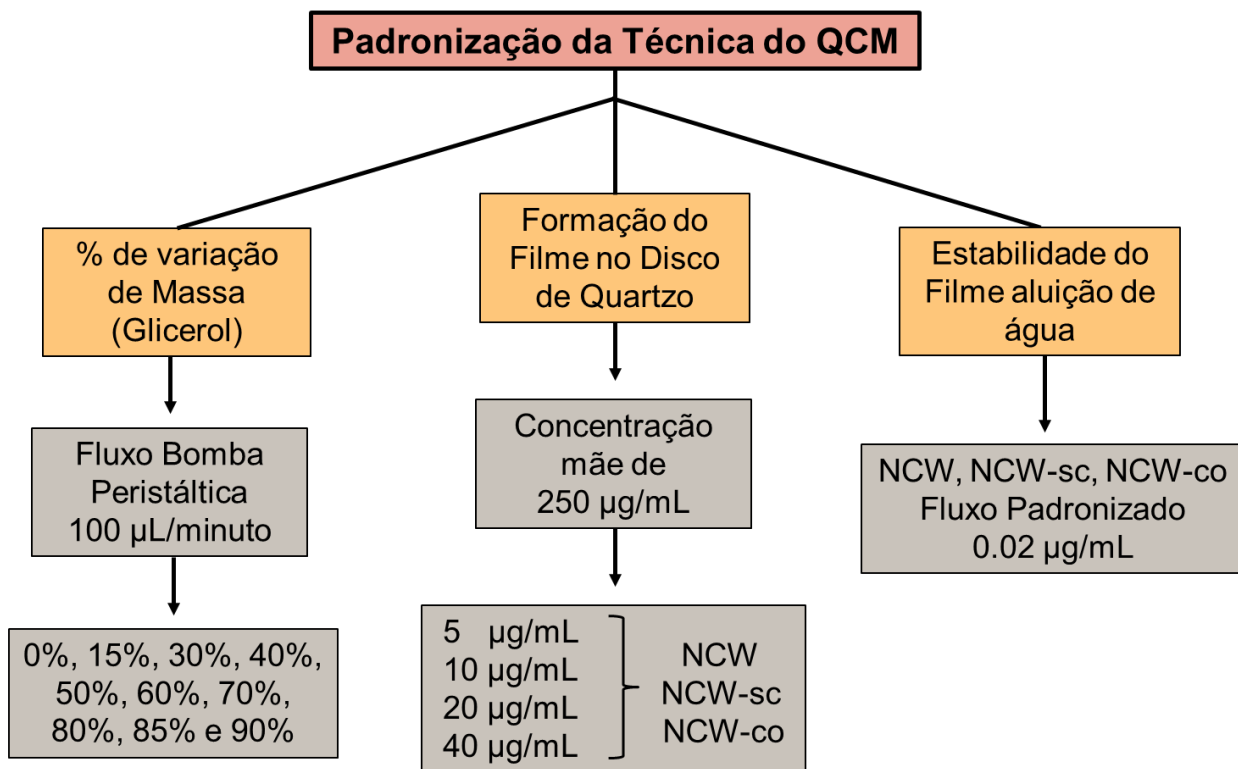 Padronização da Técnica do QCM
% de variação
de Massa
(Glicerol)
Fluxo Bomba
Peristáltica
100 µL/minuto
0%, 15%, 30%, 40%,
50%, 60%, 70%,
80%, 85% e 90%
Formação do
Filme no Disco
de Quartzo
Concentração
mãe de
250 µg/mL
5 µg/mL
10 µg/mL
20 µg/mL
40 µg/mL
NCW
NCW-sc
NCW-co
Estabilidade do
Filme aluição de
água
NCW, NCW-sc, NCW-co
Fluxo Padronizado
0.02 µg/mL